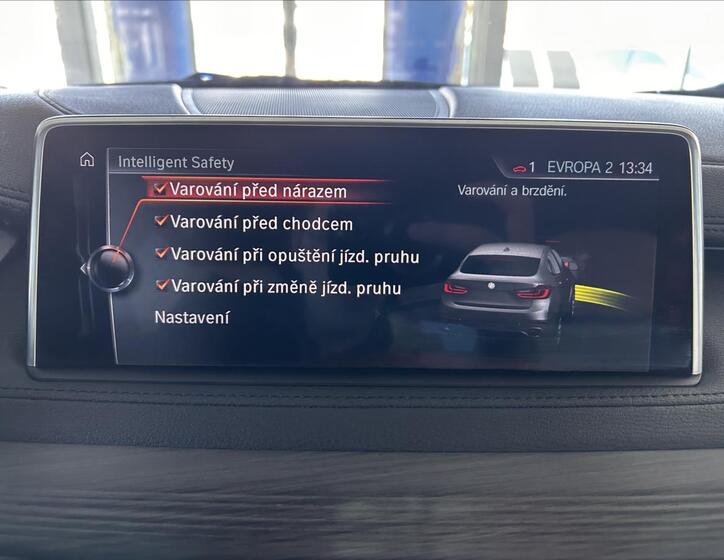 Intelligent Safety
1 EVROPA 2 13:34
Varování před nárazem
Varování a brzdění.
Varování před chodcem
Varování při opuštění jízd. pruhu
Varování při změně jízd. pruhu
Nastavení